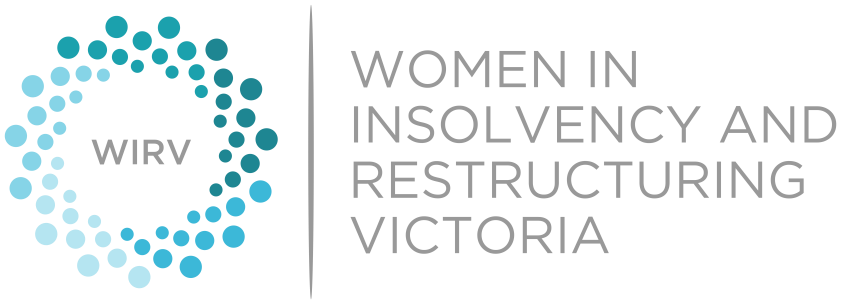 WIRV
WOMEN IN
INSOLVENCY AND
RESTRUCTURING
VICTORIA